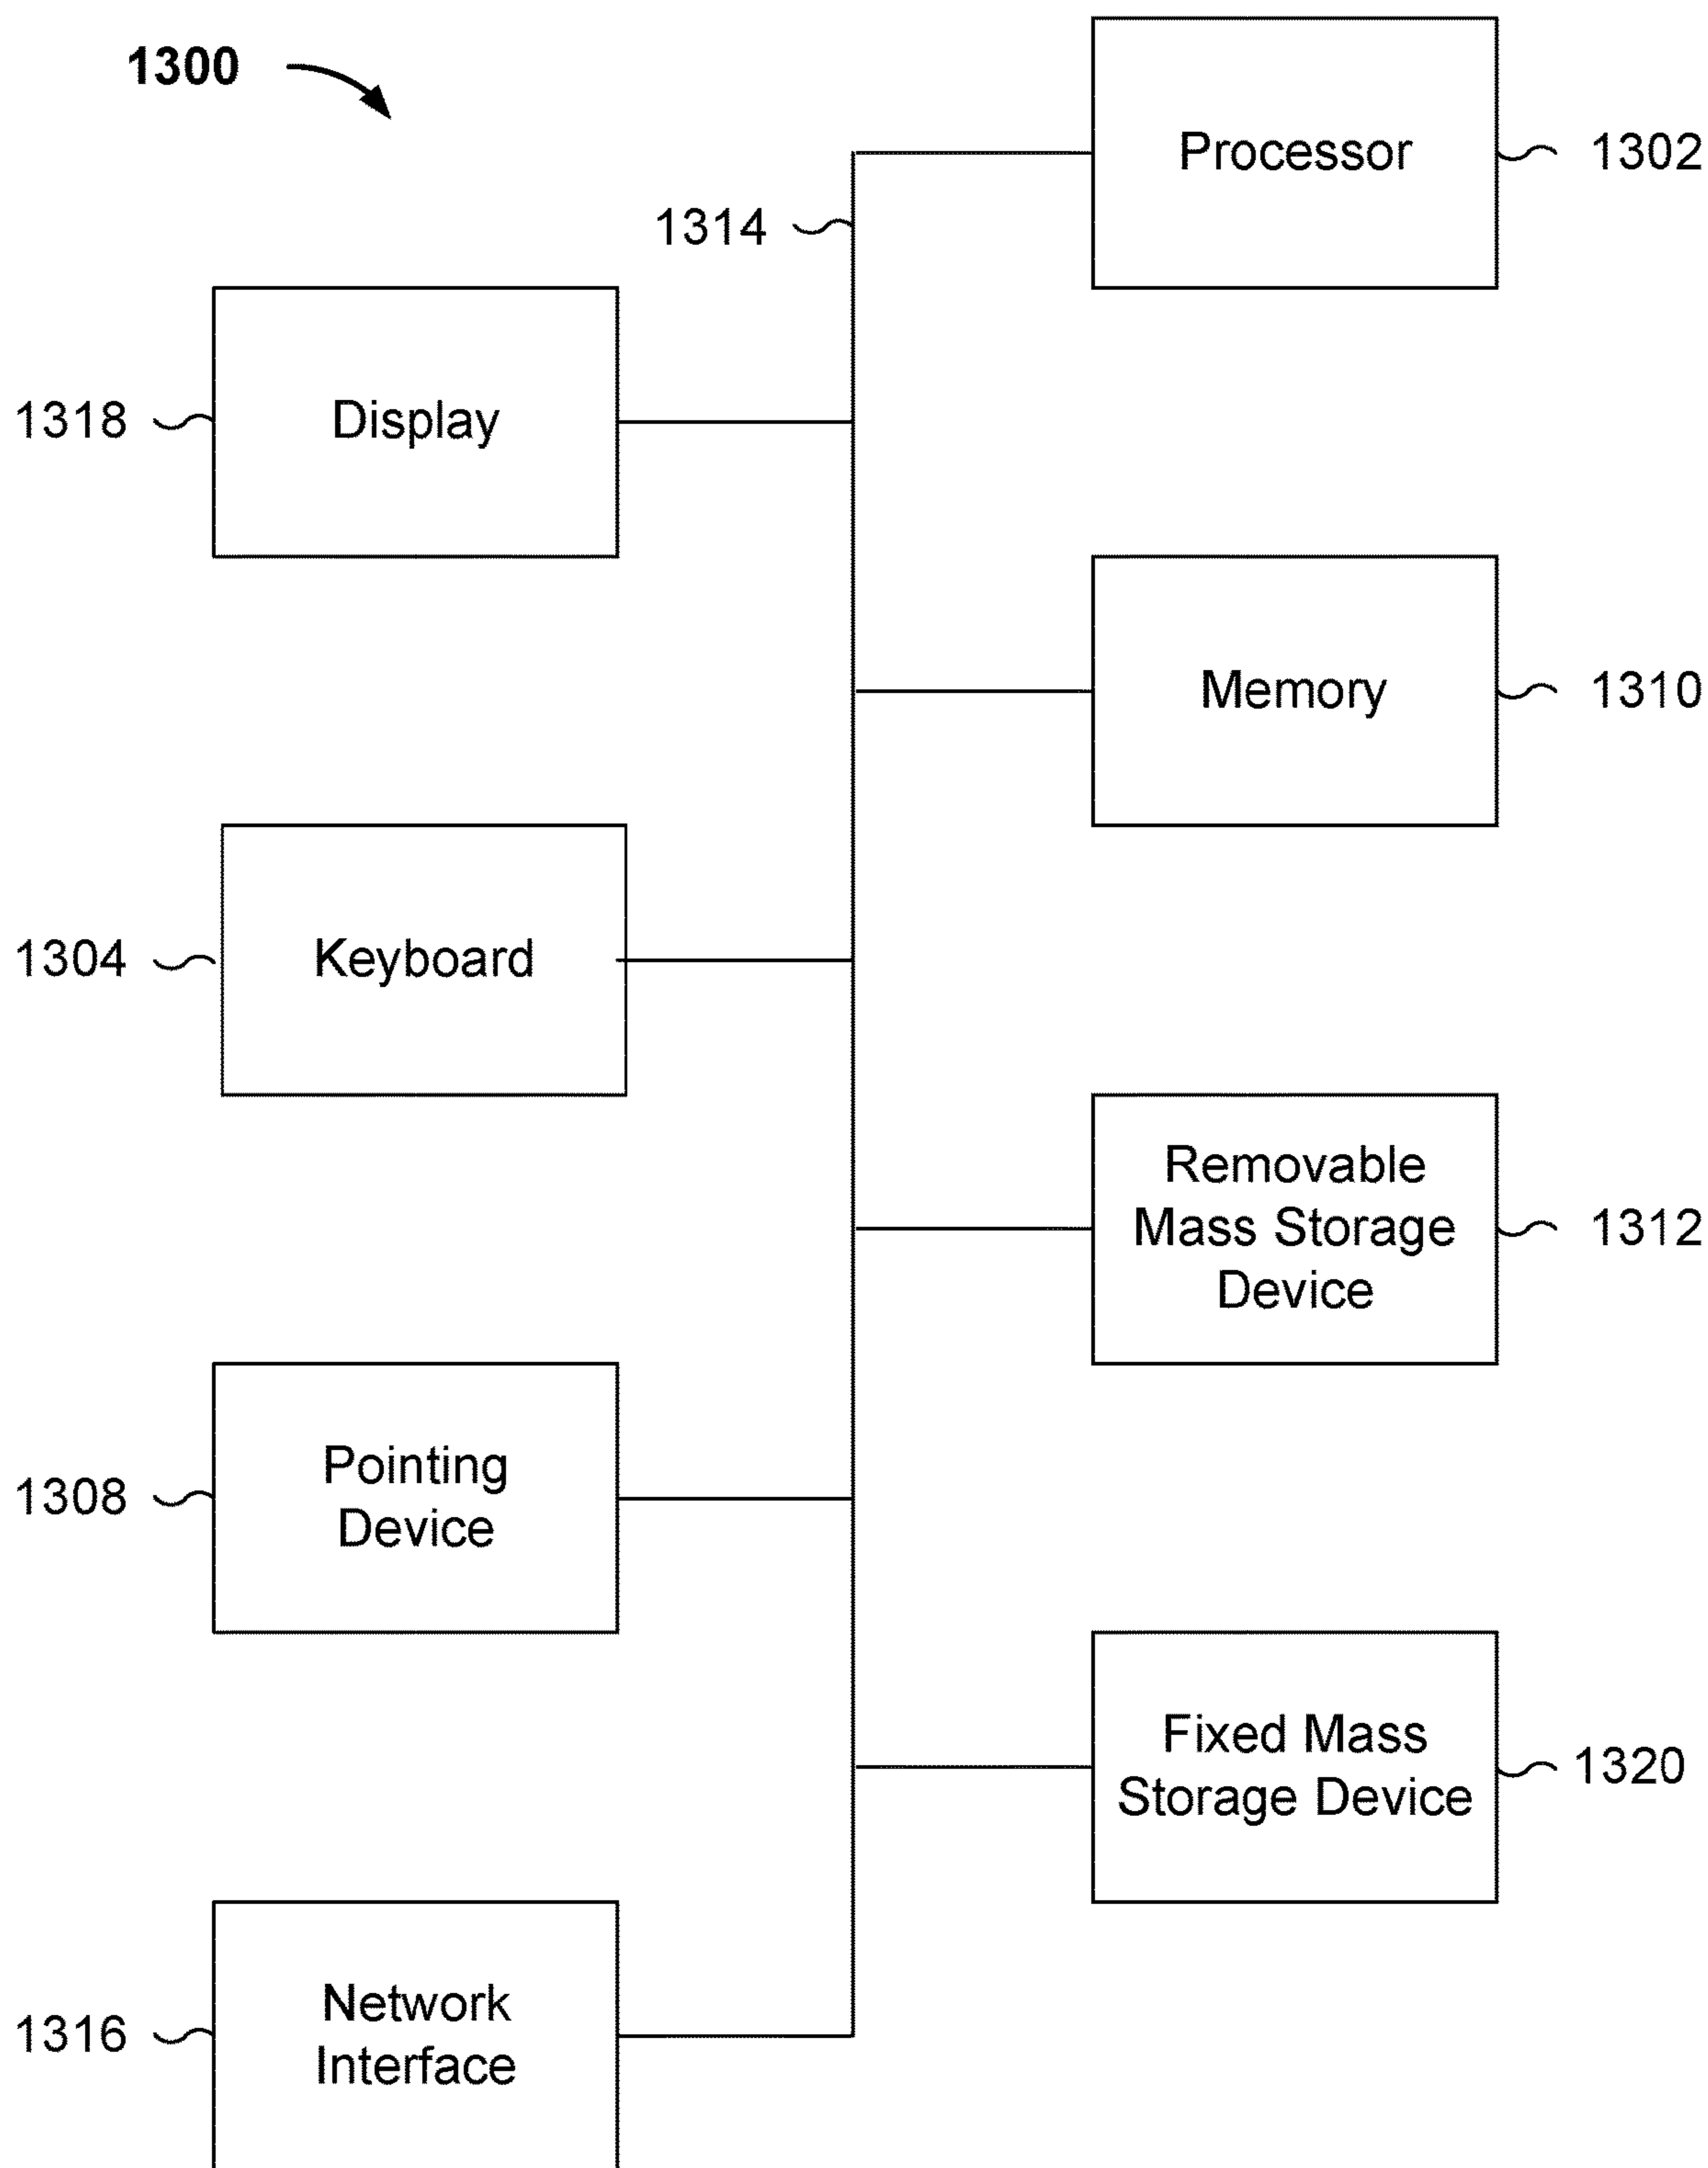 1300
Processor
1302
1314
1318
Display
Memory
1310
1304
Keyboard
Removable
Mass Storage
Device
1312
1308
Pointing
Device
Fixed Mass
Storage Device
1320
1316
Network
Interface